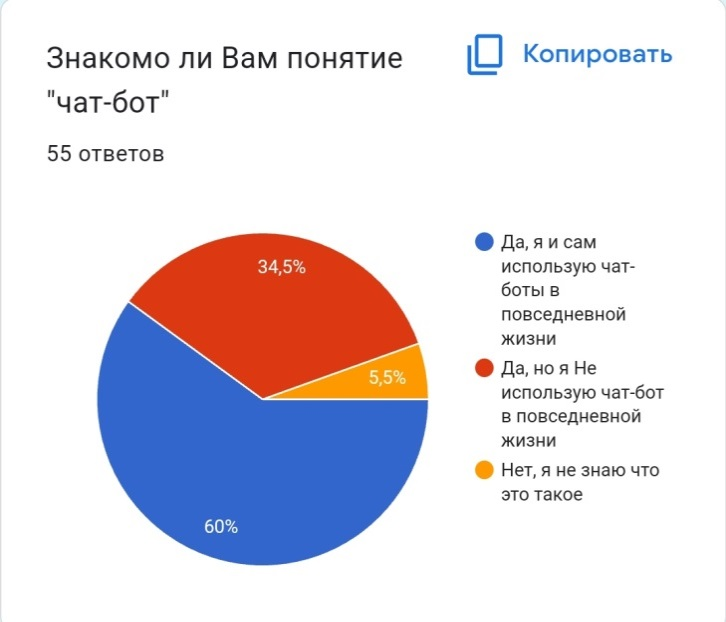 Знакомо ли Вам понятие
"чат-бот"
Копировать
55 ответов
34,5%
5,5%
60%
Да, я и сам
использую чат-
боты в
повседневной
жизни
Да, но я Не
использую чат-бот
в повседневной
жизни
Нет, я не знаю что
это такое